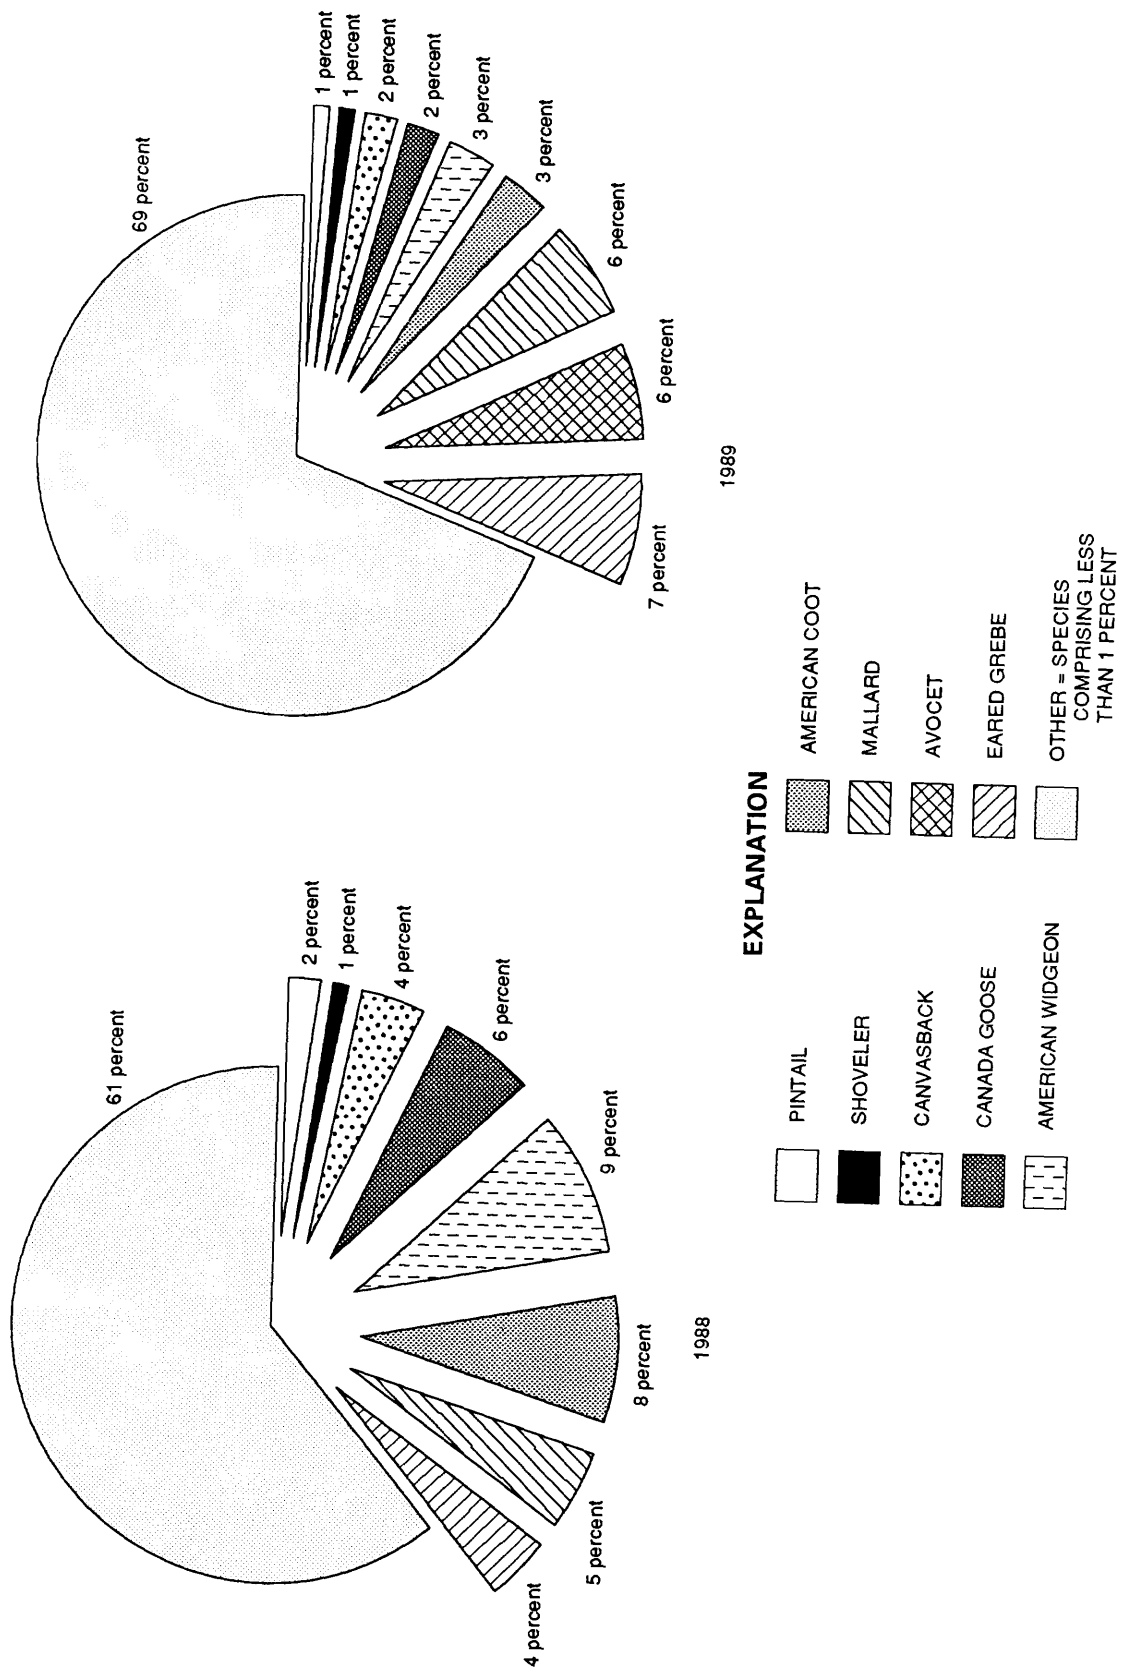 61 percent
2 percent
1 percent
4 percent
6 percent
9 percent
8 percent
5 percent
4 percent
1988
69 percent
1 percent
1 percent
2 percent
2 percent
3 percent
3 percent
6 percent
6 percent
7 percent
1989
EXPLANATION
PINTAIL
SHOVELER
CANVASBACK
CANADA GOOSE
AMERICAN WIDGEON
AMERICAN COOT
MALLARD
AVOCET
EARED GREBE
OTHER = SPECIES
COMPRISING LESS
THAN 1 PERCENT